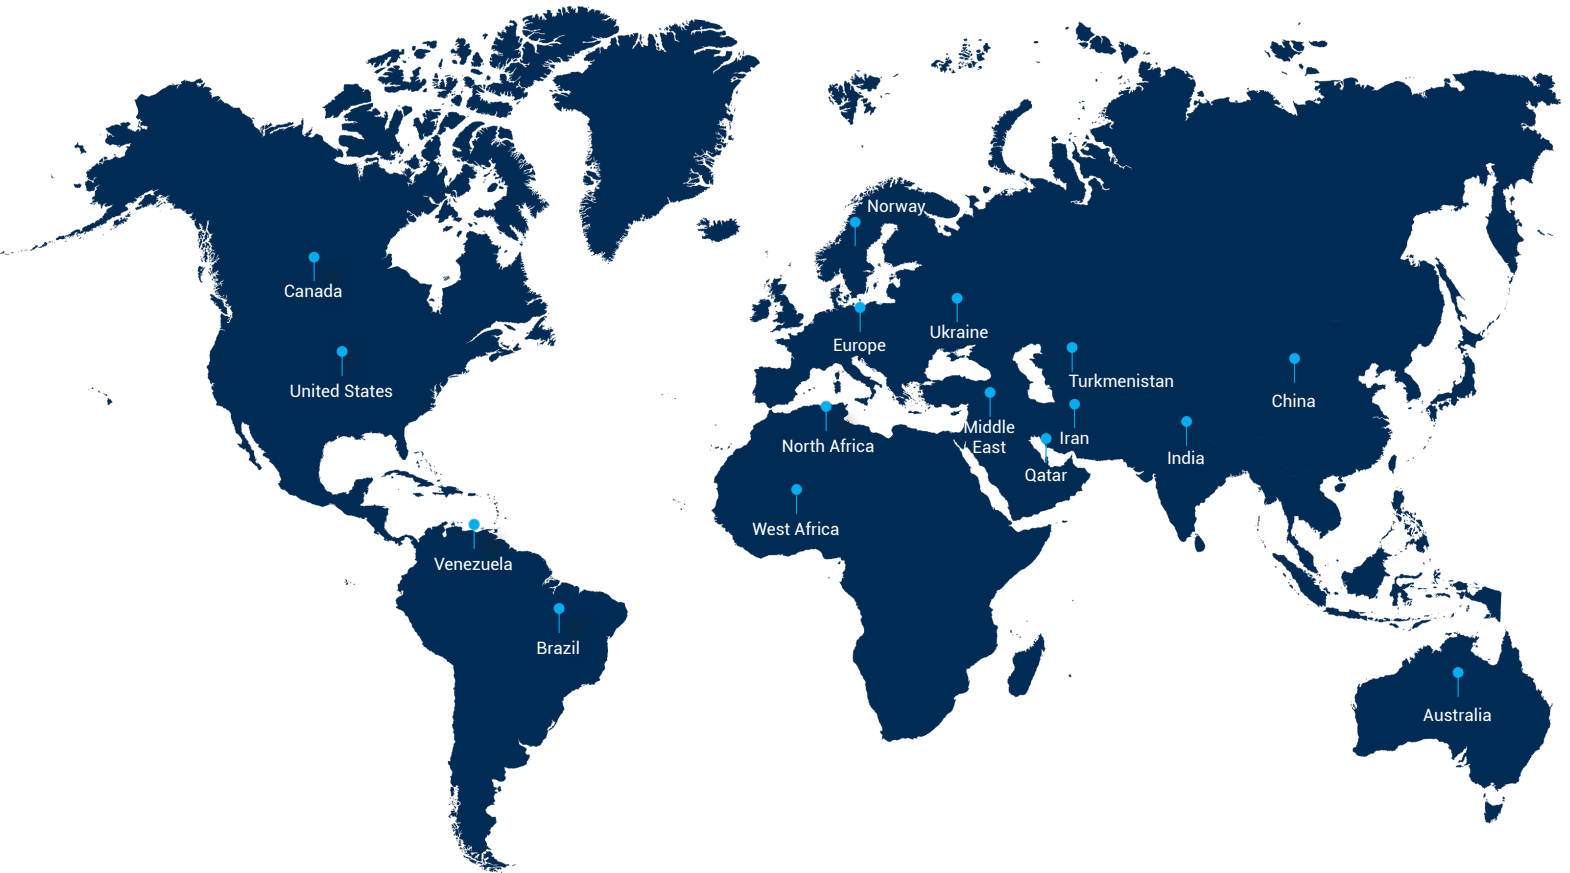 Norway
Canada
Ukraine
Europe
Turkmenistan
United States
China
Middle
East
Iran
North Africa
India
Qatar
West Africa
Venezuela
Brazil
Australia